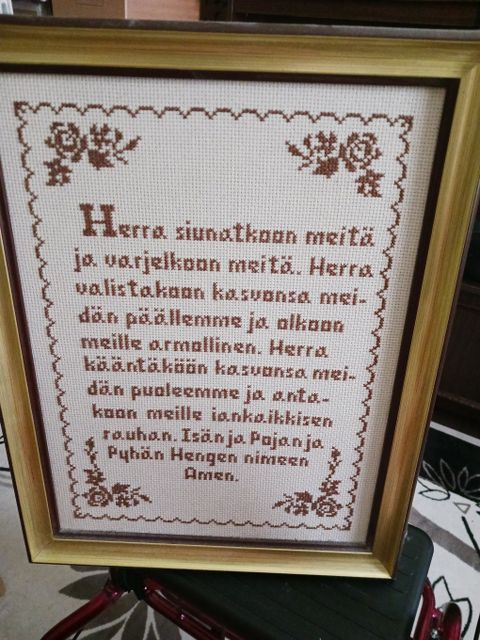 Herra siunatkoon meitä
ja varjelkoon meitä. Herra
valistakoon kasvonsa mei-
dän päällemme ja olkoon
meille armollinen. Herra
kääntäköön kasvonsa mei-
dän puoleemme ja anta-
koon meille iankaikkisen
rauhan. Isän ja Pojan ja
Pyhän Hengen nimeen
Amen.